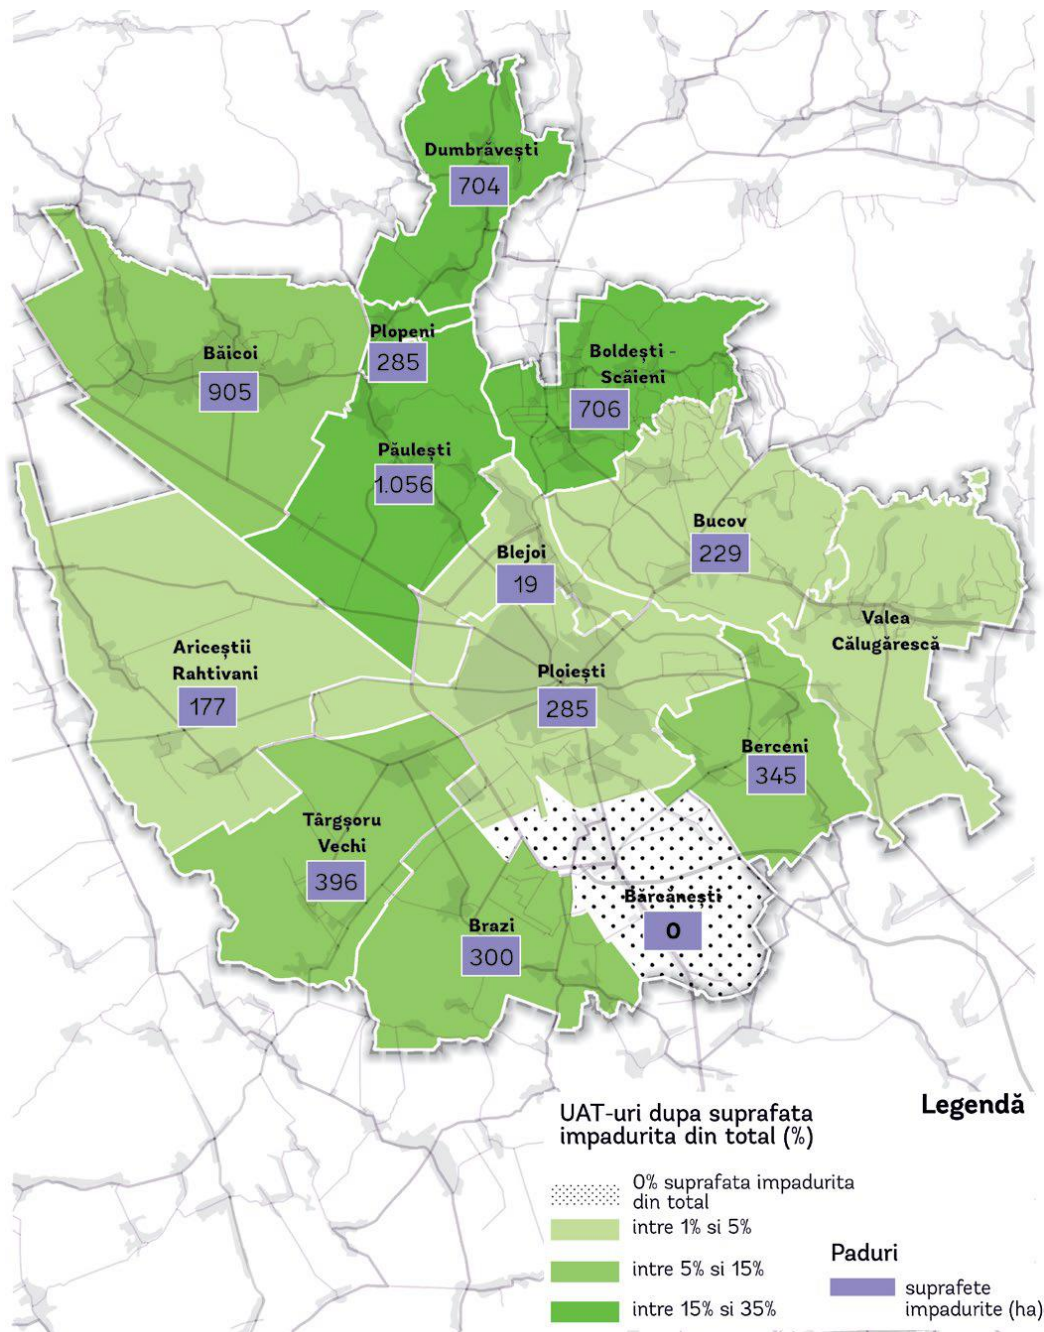 Dumbrăvești
704
Plopeni
285
Băicoi
905
Boldești -
Scăieni
706
Păulești
1.056
Bucov
229
Blejoi
19
Valea
Călugărescă
Ariceștii
Rahtivani
177
Ploiești
285
Berceni
345
Târgșoru
Vechi
396
Bărcănești
0
Brazi
300
Legendă
UAT-uri dupa suprafata
impadurita din total (%)
0% suprafata impadurita
din total
intre 1% si 5%
intre 5% si 15%
intre 15% si 35%
Paduri
suprafete
impadurite (ha)